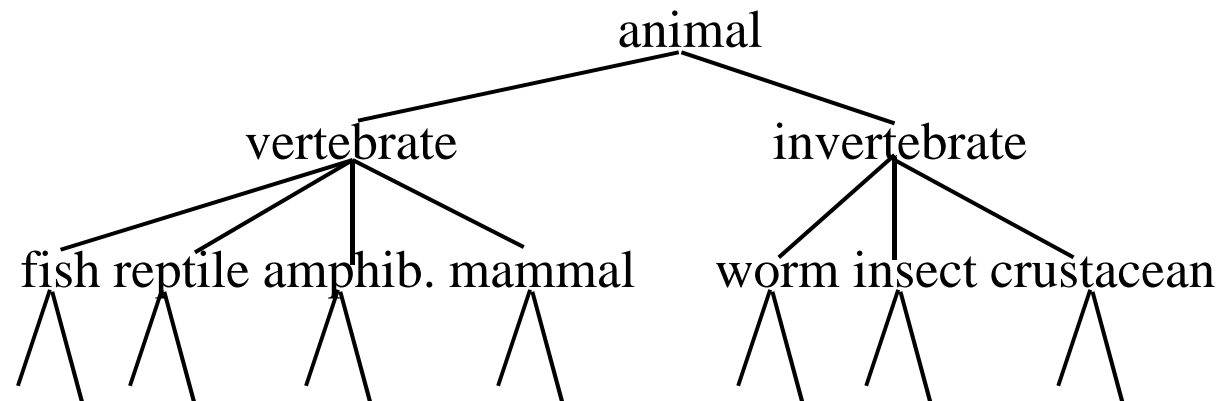 animal
vertebrate invertebrate
fish reptile amphib. mammal worm insect crustacean